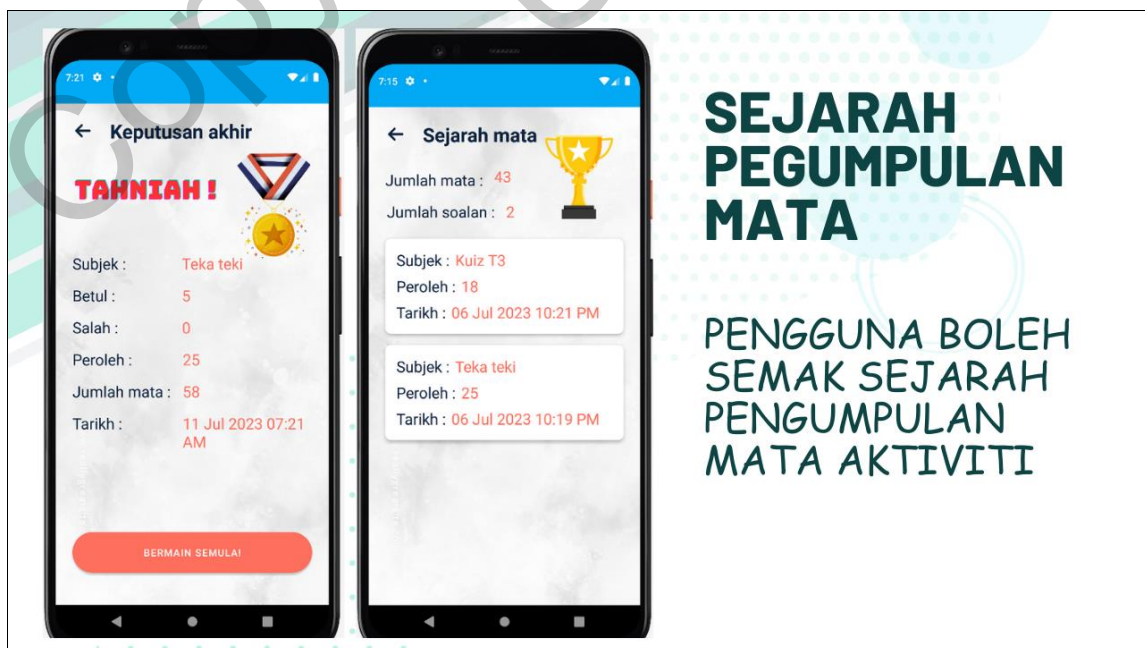 7:21
Keputusan akhir
TAHNIAH !
Subjek : Teka teki
Betul : 5
Salah : 0
Peroleh : 25
Jumlah mata : 58
Tarikh : 11 Jul 2023 07:21
AM
BERMAIN SEMULA!
7:15
Sejarah mata
Jumlah mata : 43
Jumlah soalan : 2
Subjek : Kuiz T3
Peroleh : 18
Tarikh : 06 Jul 2023 10:21 PM
Subjek : Teka teki
Peroleh : 25
Tarikh : 06 Jul 2023 10:19 PM
SEJARAH
PEGUMPULAN
MATA
PENGGUNA BOLEH
SEMAK SEJARAH
PENGUMPULAN
MATA AKTIVITI